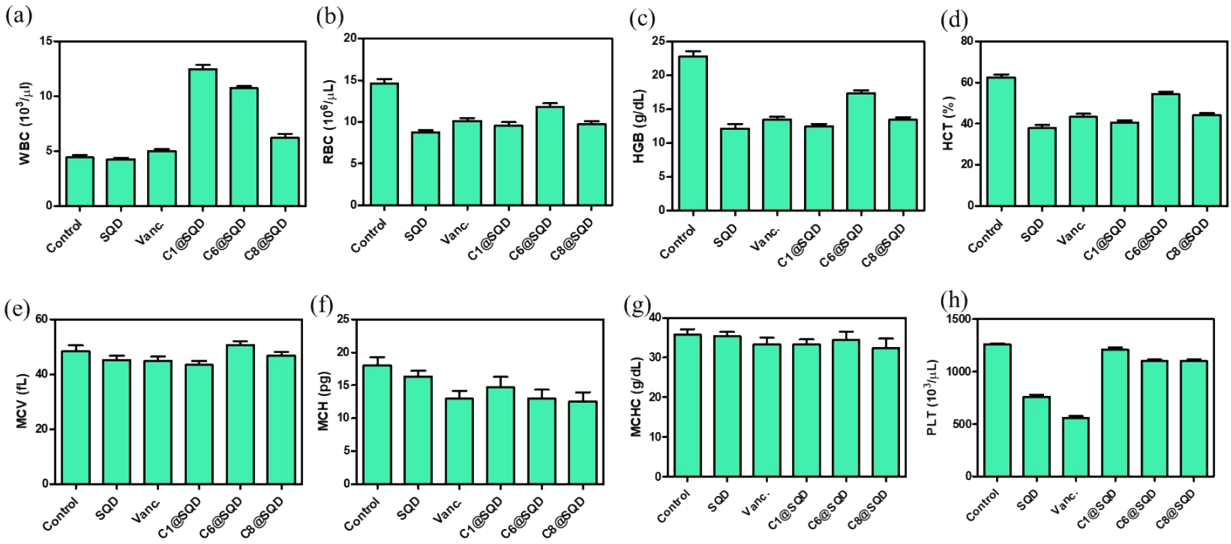 (a)
WBC (10³/µl)
15
10
5
0
Control
SQD
Vanc.
C1@SQD
C6@SQD
C8@SQD
(b)
RBC (10⁶/µL)
20
15
10
5
0
Control
SQD
Vanc.
C1@SQD
C6@SQD
C8@SQD
(c)
HGB (g/dL)
25
20
15
10
5
0
Control
SQD
Vanc.
C1@SQD
C6@SQD
C8@SQD
(d)
HCT (%)
80
60
40
20
0
Control
SQD
Vanc.
C1@SQD
C6@SQD
C8@SQD
(e)
MCV (fL)
60
40
20
0
Control
SQD
Vanc.
C1@SQD
C6@SQD
C8@SQD
(f)
MCH (pg)
25
20
15
10
5
0
Control
SQD
Vanc.
C1@SQD
C6@SQD
C8@SQD
(g)
MCHC (g/dL)
40
30
20
10
0
Control
SQD
Vanc.
C1@SQD
C6@SQD
C8@SQD
(h)
PLT (10³/µL)
1500
1000
500
0
Control
SQD
Vanc.
C1@SQD
C6@SQD
C8@SQD